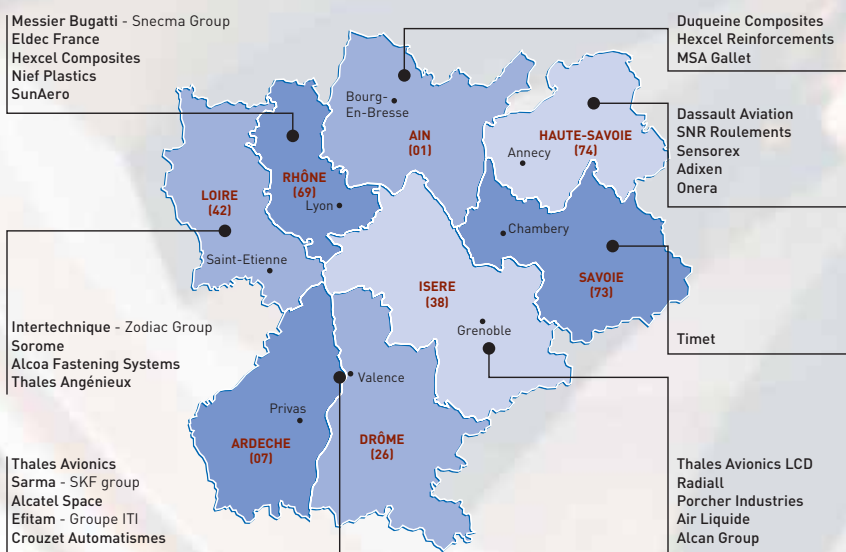 Messier Bugatti - Snecma Group
Eldec France
Hexcel Composites
Nief Plastics
SunAero
Duqueine Composites
Hexcel Reinforcements
MSA Gallet
Bourg-
En-Bresse
AIN
(01)
HAUTE-SAVOIE
(74)
Annecy
Dassault Aviation
SNR Roulements
Sensorex
Adixen
Onera
RHÔNE
(69)
Lyon
LOIRE
(42)
Saint-Etienne
Chambery
SAVOIE
(73)
ISERE
(38)
Grenoble
Intertechnique - Zodiac Group
Sorome
Alcoa Fastening Systems
Thales Angénieux
Timet
Valence
Privas
ARDECHE
(07)
DRÔME
(26)
Thales Avionics
Sarma - SKF group
Alcatel Space
Efitam - Groupe ITI
Crouzet Automatismes
Thales Avionics LCD
Radiall
Porcher Industries
Air Liquide
Alcan Group